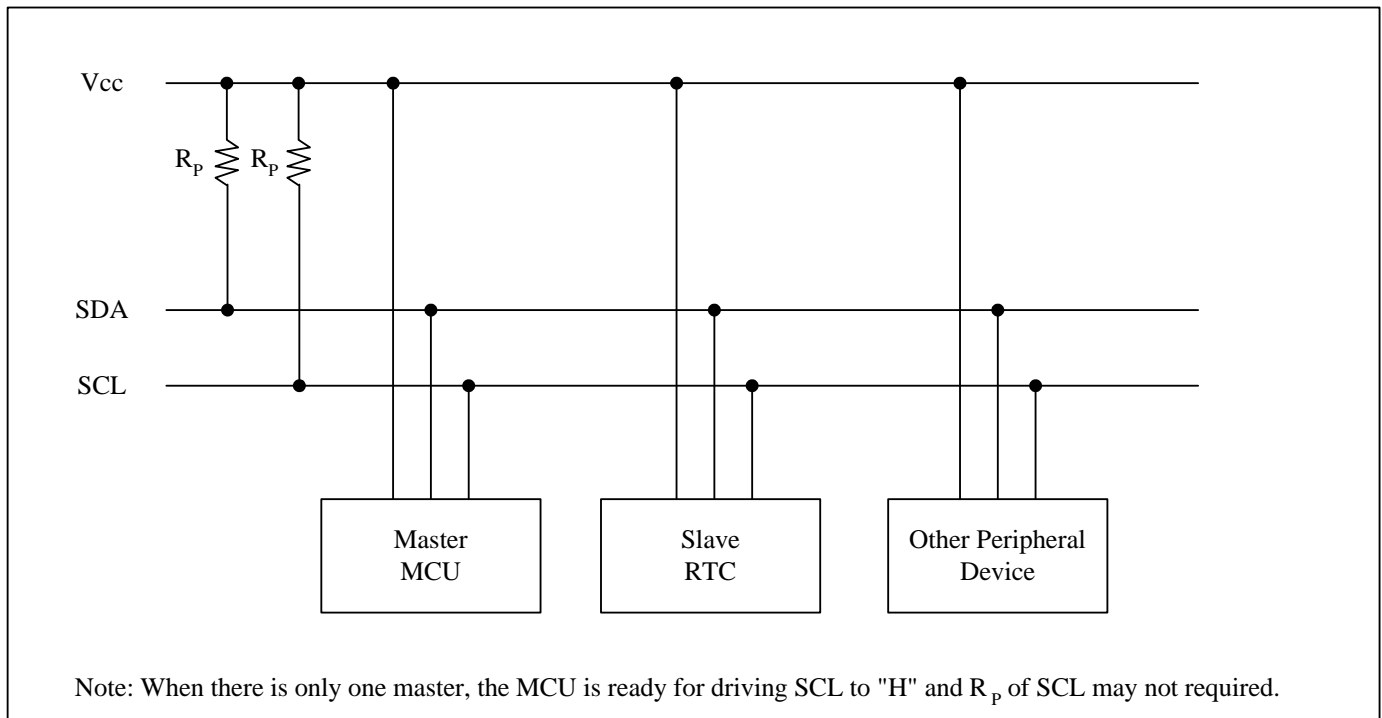 Vcc
R_P R_P
SDA
SCL
Master
MCU
Slave
RTC
Other Peripheral
Device
Note: When there is only one master, the MCU is ready for driving SCL to "H" and R_P of SCL may not required.